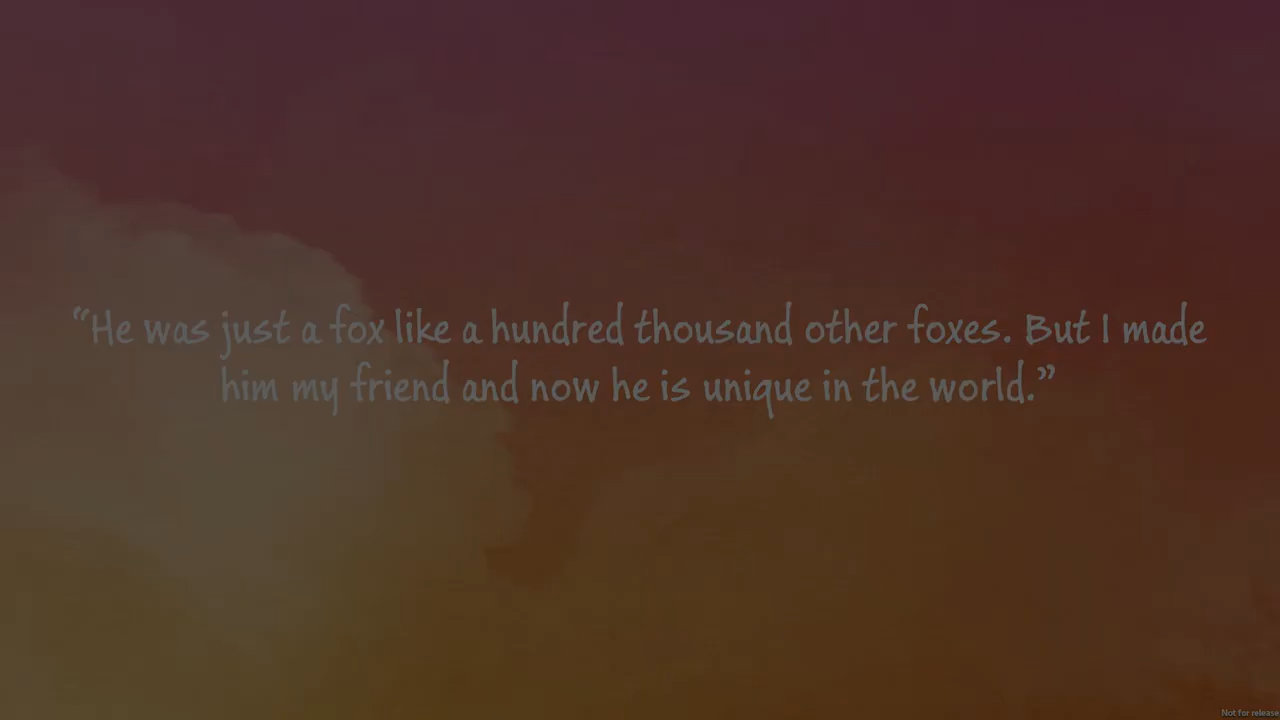 “He was just a fox like a hundred thousand other foxes. But I made
him my friend and now he is unique in the world.”
Not for release